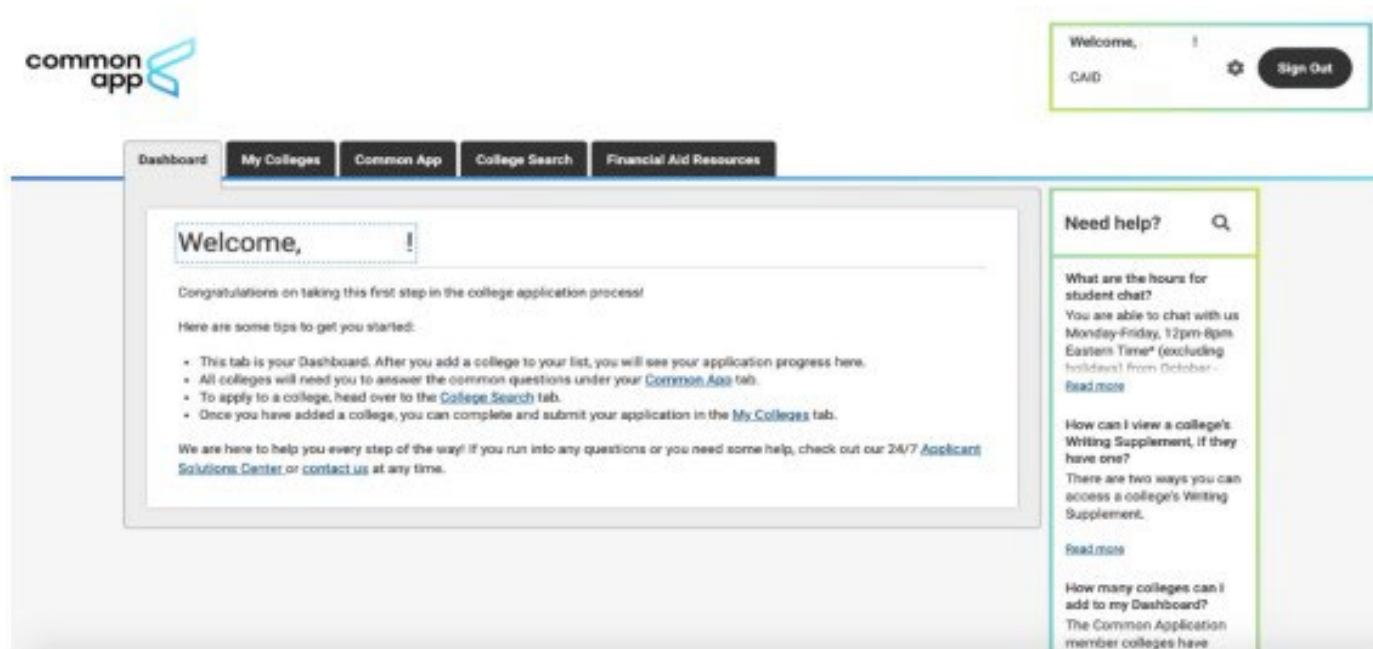 common
app
Welcome, !
CAID
Sign Out
Dashboard
My Colleges
Common App
College Search
Financial Aid Resources
Welcome, !
Congratulations on taking this first step in the college application process!
Here are some tips to get you started:
• This tab is your Dashboard. After you add a college to your list, you will see your application progress here.
• All colleges will need you to answer the common questions under your Common App tab.
• To apply to a college, head over to the College Search tab.
• Once you have added a college, you can complete and submit your application in the My Colleges tab.
We are here to help you every step of the way! If you run into any questions or you need some help, check out our 24/7 Applicant
Solutions Center or contact us at any time.
Need help?
What are the hours for
student chat?
You are able to chat with us
Monday-Friday, 12pm-8pm
Eastern Time* (excluding
holidays) from October -
Read more
How can I view a college's
Writing Supplement, if they
have one?
There are two ways you can
access a college's Writing
Supplement.
Read more
How many colleges can I
add to my Dashboard?
The Common Application
member colleges have